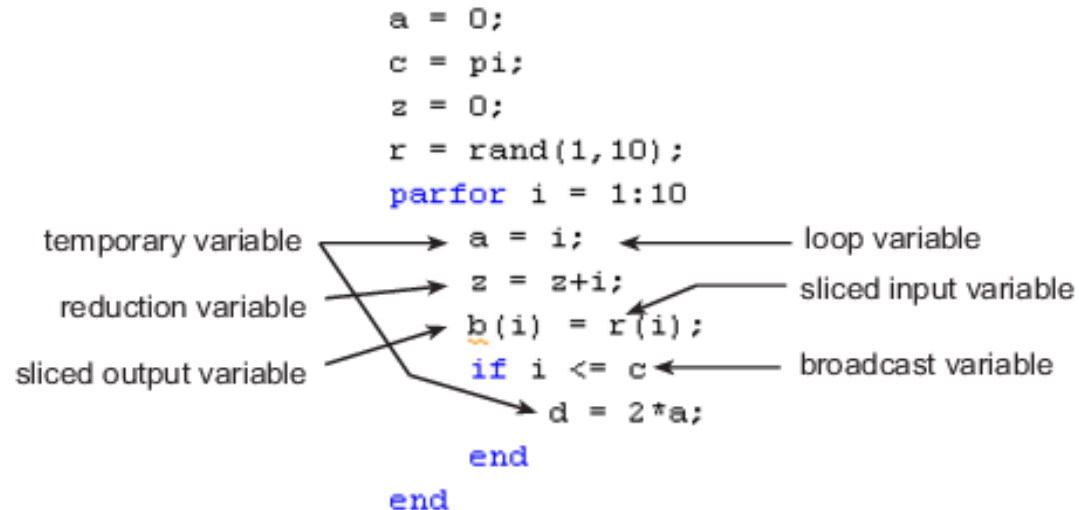 a = 0;
c = pi;
z = 0;
r = rand(1,10);
parfor i = 1:10
temporary variable a = i; loop variable
reduction variable z = z+i; sliced input variable
sliced output variable b(i) = r(i);
if i <= c broadcast variable
d = 2*a;
end
end